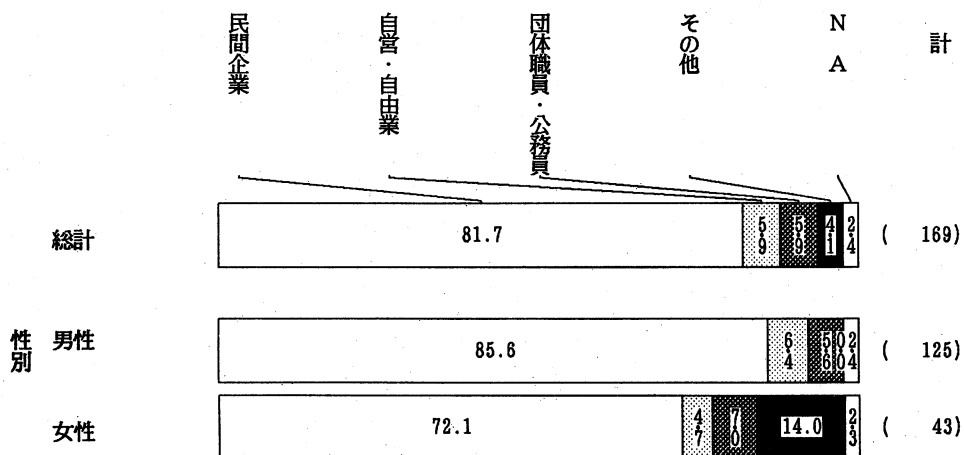 民間企業
自営・自由業
団体職員・公務員
その他
NA
計
総計 81.7 5.9 5.9 4.1 2.4 ( 169)
性別
男性 85.6 6.4 5.6 0.0 2.4 ( 125)
女性 72.1 4.7 7.0 14.0 2.3 ( 43)